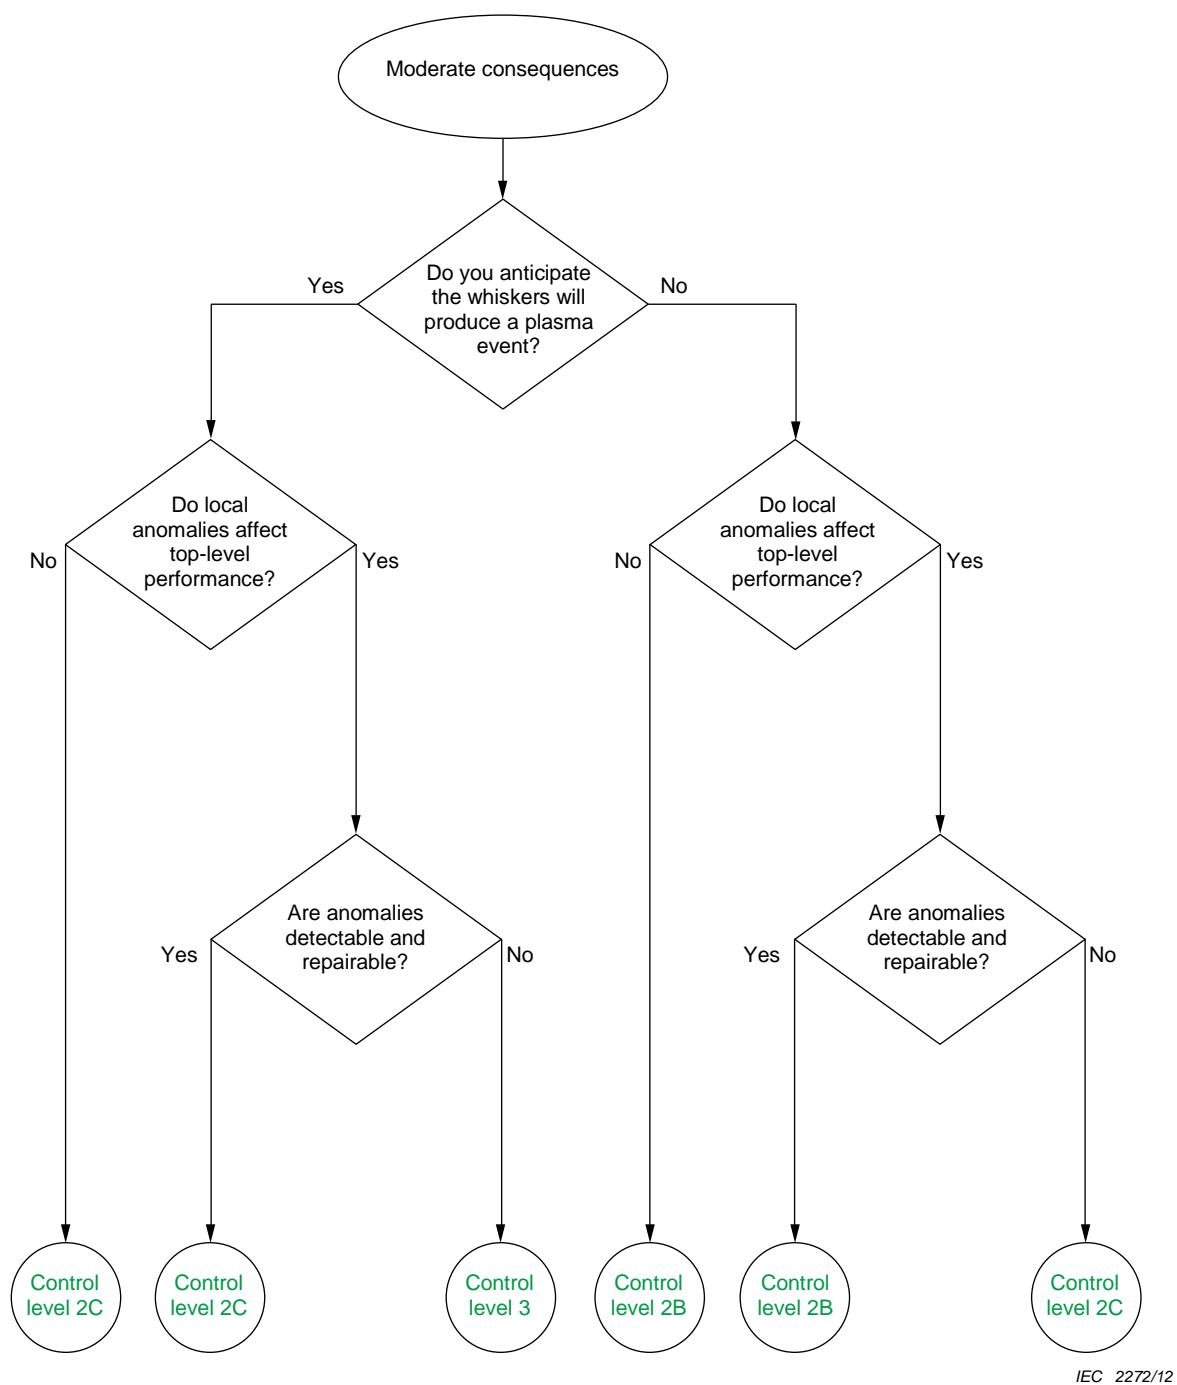 Moderate consequences
Do you anticipate
the whiskers will
produce a plasma
event?
Yes
No
Do local
anomalies affect
top-level
performance?
No
Yes
Do local
anomalies affect
top-level
performance?
No
Yes
Are anomalies
detectable and
repairable?
Yes
No
Are anomalies
detectable and
repairable?
Yes
No
Control
level 2C
Control
level 2C
Control
level 3
Control
level 2B
Control
level 2B
Control
level 2C
IEC 2272/12